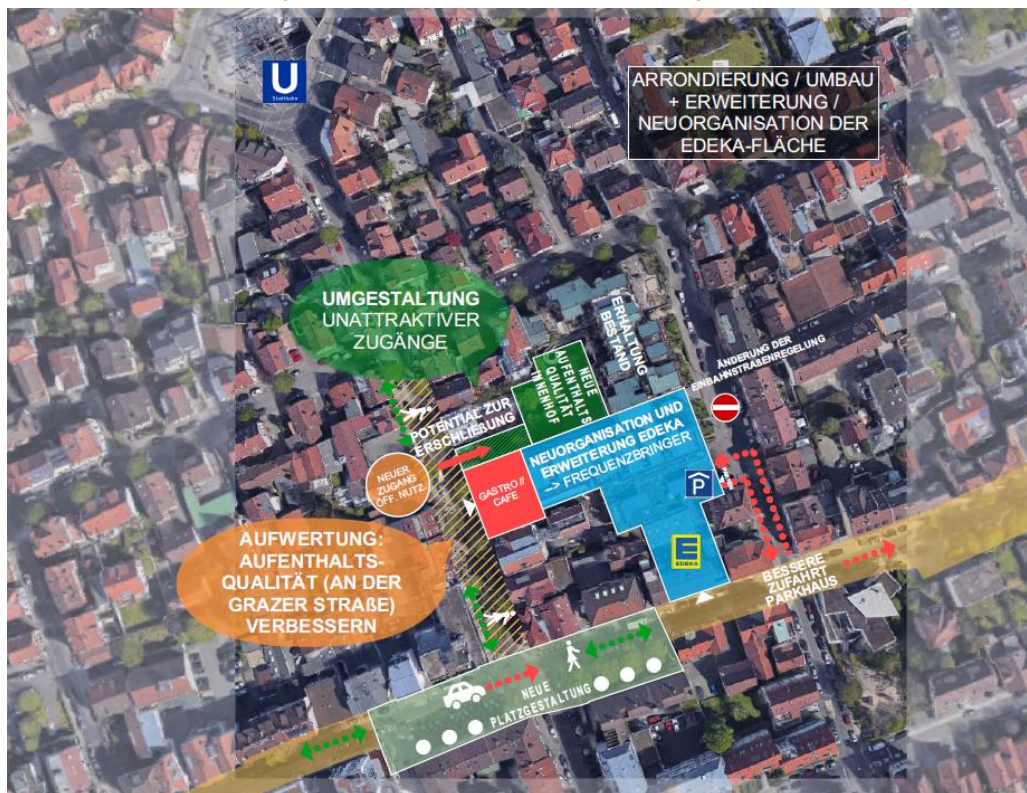 U
Stadtbahn
ARRONDIERUNG / UMBAU
+ ERWEITERUNG /
NEUORGANISATION DER
EDEKA-FLÄCHE
UMGESTALTUNG
UNATTRAKTIVER
ZUGÄNGE
ERHALTUNG
BESTAND
ÄNDERUNG DER
EINBAHNSTRAßENREGELUNG
NEUE
AUFENTHALTS
QUALITÄT
INNENHOF
POTENTIAL ZUR
ERSCHLIEßUNG
NEUORGANISATION UND
ERWEITERUNG EDEKA
–> FREQUENZBRINGER
NEUER
ZUGANG
ÖFF. NUTZ.
GASTRO //
CAFE
P
AUFWERTUNG:
AUFENTHALTS-
QUALITÄT (AN DER
GRAZER STRAßE)
VERBESSERN
E
EDEKA
BESSERE
ZUFAHRT
PARKHAUS
NEUE
PLATZGESTALTUNG